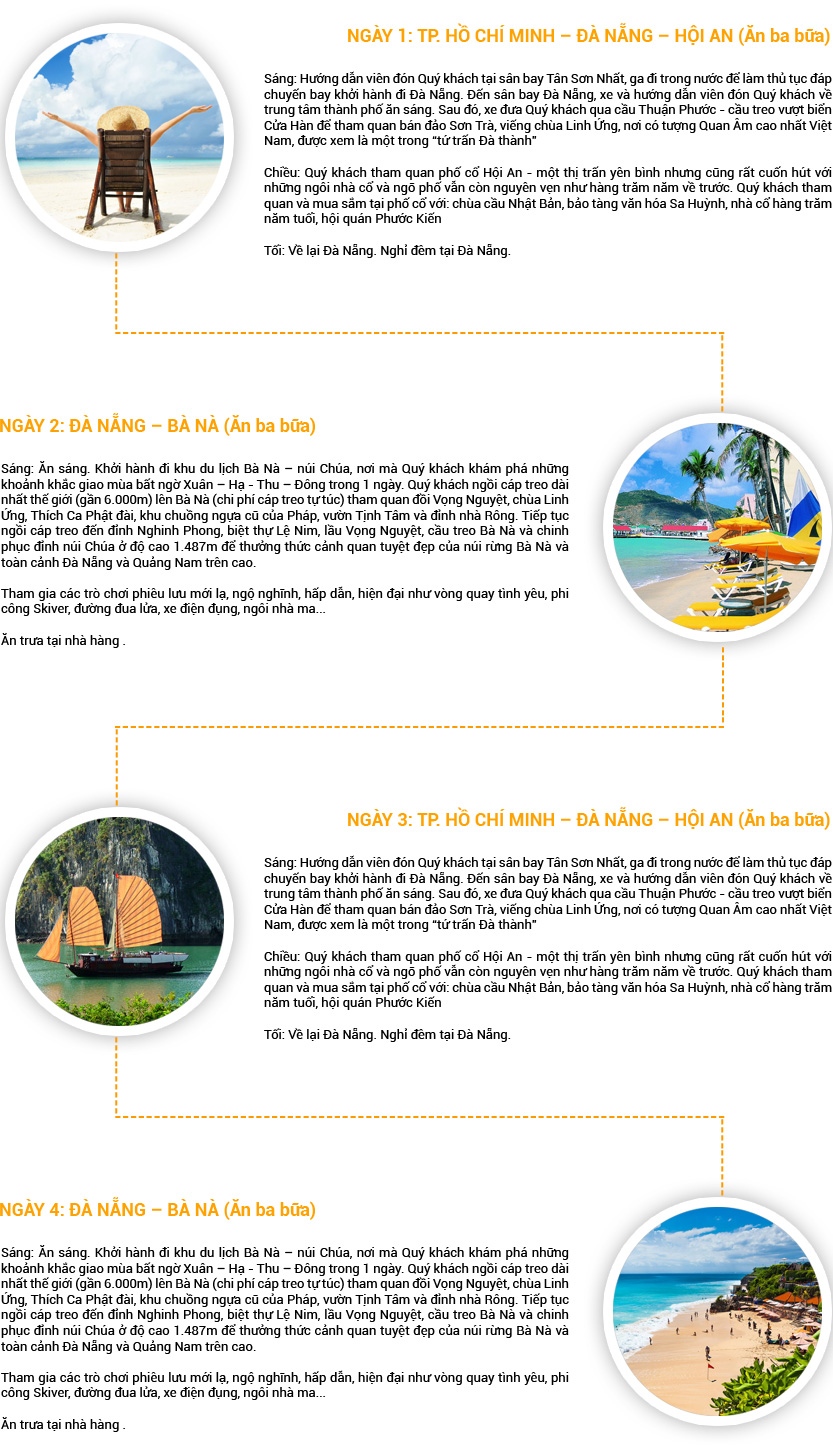 NGÀY 1: TP. HỒ CHÍ MINH – ĐÀ NẴNG – HỘI AN (Ăn ba bữa)
Sáng: Hướng dẫn viên đón Quý khách tại sân bay Tân Sơn Nhất, ga đi trong nước để làm thủ tục đáp
chuyến bay khởi hành đi Đà Nẵng. Đến sân bay Đà Nẵng, xe và hướng dẫn viên đón Quý khách về
trung tâm thành phố ăn sáng. Sau đó, xe đưa Quý khách qua cầu Thuận Phước - cầu treo vượt biển
Cửa Hàn để tham quan bán đảo Sơn Trà, viếng chùa Linh Ứng, nơi có tượng Quan Âm cao nhất Việt
Nam, được xem là một trong "tứ trấn Đà thành"
Chiều: Quý khách tham quan phố cổ Hội An - một thị trấn yên bình nhưng cũng rất cuốn hút với
những ngôi nhà cổ và ngõ phố vẫn còn nguyên vẹn như hàng trăm năm về trước. Quý khách tham
quan và mua sắm tại phố cổ với: chùa cầu Nhật Bản, bảo tàng văn hóa Sa Huỳnh, nhà cổ hàng trăm
năm tuổi, hội quán Phước Kiến
Tối: Về lại Đà Nẵng. Nghỉ đêm tại Đà Nẵng.
NGÀY 2: ĐÀ NẴNG – BÀ NÀ (Ăn ba bữa)
Sáng: Ăn sáng. Khởi hành đi khu du lịch Bà Nà – núi Chúa, nơi mà Quý khách khám phá những
khoảnh khắc giao mùa bất ngờ Xuân – Hạ - Thu – Đông trong 1 ngày. Quý khách ngồi cáp treo dài
nhất thế giới (gần 6.000m) lên Bà Nà (chi phí cáp treo tự túc) tham quan đồi Vọng Nguyệt, chùa Linh
Ứng, Thích Ca Phật đài, khu chuồng ngựa cũ của Pháp, vườn Tịnh Tâm và đỉnh nhà Rông. Tiếp tục
ngồi cáp treo đến đỉnh Nghinh Phong, biệt thự Lệ Nim, lầu Vọng Nguyệt, cầu treo Bà Nà và chinh
phục đỉnh núi Chúa ở độ cao 1.487m để thưởng thức cảnh quan tuyệt đẹp của núi rừng Bà Nà và
toàn cảnh Đà Nẵng và Quảng Nam trên cao.
Tham gia các trò chơi phiêu lưu mới lạ, ngộ nghĩnh, hấp dẫn, hiện đại như vòng quay tình yêu, phi
công Skiver, đường đua lửa, xe điện đụng, ngôi nhà ma...
Ăn trưa tại nhà hàng .
NGÀY 3: TP. HỒ CHÍ MINH – ĐÀ NẴNG – HỘI AN (Ăn ba bữa)
Sáng: Hướng dẫn viên đón Quý khách tại sân bay Tân Sơn Nhất, ga đi trong nước để làm thủ tục đáp
chuyến bay khởi hành đi Đà Nẵng. Đến sân bay Đà Nẵng, xe và hướng dẫn viên đón Quý khách về
trung tâm thành phố ăn sáng. Sau đó, xe đưa Quý khách qua cầu Thuận Phước - cầu treo vượt biển
Cửa Hàn để tham quan bán đảo Sơn Trà, viếng chùa Linh Ứng, nơi có tượng Quan Âm cao nhất Việt
Nam, được xem là một trong "tứ trấn Đà thành"
Chiều: Quý khách tham quan phố cổ Hội An - một thị trấn yên bình nhưng cũng rất cuốn hút với
những ngôi nhà cổ và ngõ phố vẫn còn nguyên vẹn như hàng trăm năm về trước. Quý khách tham
quan và mua sắm tại phố cổ với: chùa cầu Nhật Bản, bảo tàng văn hóa Sa Huỳnh, nhà cổ hàng trăm
năm tuổi, hội quán Phước Kiến
Tối: Về lại Đà Nẵng. Nghỉ đêm tại Đà Nẵng.
NGÀY 4: ĐÀ NẴNG – BÀ NÀ (Ăn ba bữa)
Sáng: Ăn sáng. Khởi hành đi khu du lịch Bà Nà – núi Chúa, nơi mà Quý khách khám phá những
khoảnh khắc giao mùa bất ngờ Xuân – Hạ - Thu – Đông trong 1 ngày. Quý khách ngồi cáp treo dài
nhất thế giới (gần 6.000m) lên Bà Nà (chi phí cáp treo tự túc) tham quan đồi Vọng Nguyệt, chùa Linh
Ứng, Thích Ca Phật đài, khu chuồng ngựa cũ của Pháp, vườn Tịnh Tâm và đỉnh nhà Rông. Tiếp tục
ngồi cáp treo đến đỉnh Nghinh Phong, biệt thự Lệ Nim, lầu Vọng Nguyệt, cầu treo Bà Nà và chinh
phục đỉnh núi Chúa ở độ cao 1.487m để thưởng thức cảnh quan tuyệt đẹp của núi rừng Bà Nà và
toàn cảnh Đà Nẵng và Quảng Nam trên cao.
Tham gia các trò chơi phiêu lưu mới lạ, ngộ nghĩnh, hấp dẫn, hiện đại như vòng quay tình yêu, phi
công Skiver, đường đua lửa, xe điện đụng, ngôi nhà ma...
Ăn trưa tại nhà hàng .